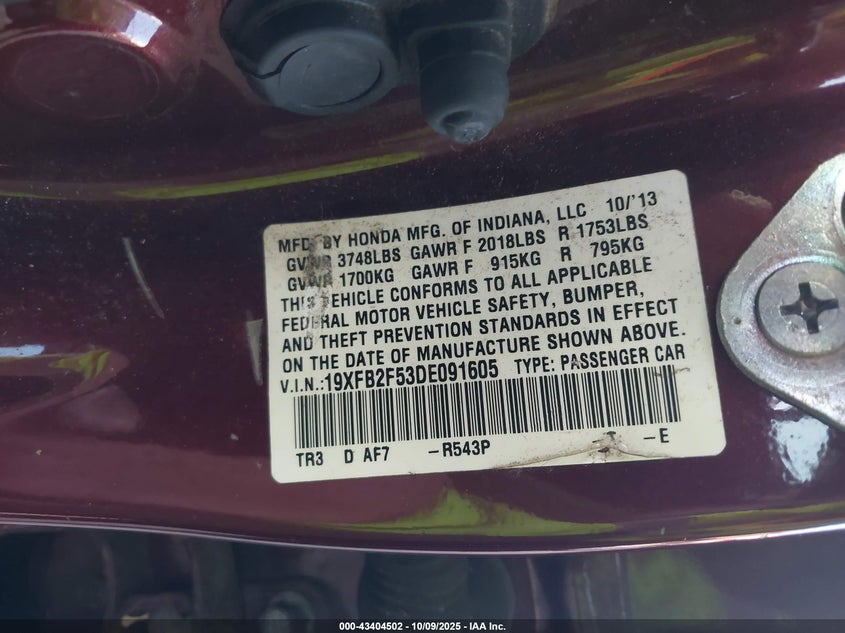 MFD. BY HONDA MFG. OF INDIANA, LLC 10/'13
GVWR 3748LBS GAWR F 2018LBS R 1753LBS
GVWR 1700KG GAWR F 915KG R 795KG
THIS VEHICLE CONFORMS TO ALL APPLICABLE
FEDERAL MOTOR VEHICLE SAFETY, BUMPER,
AND THEFT PREVENTION STANDARDS IN EFFECT
ON THE DATE OF MANUFACTURE SHOWN ABOVE.
V.I.N.:19XFB2F53DE091605 TYPE: PASSENGER CAR
TR3 D AF7 -R543P -E
000-43404502 - 10/09/2025 - IAA Inc.